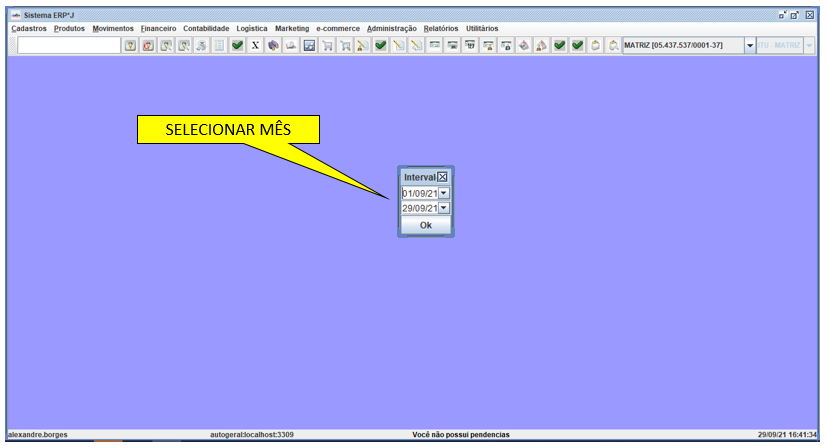 Sistema ERP*J
Cadastros Produtos Movimentos Financeiro Contabilidade Logística Marketing e-commerce Administração Relatórios Utilitários
X MATRIZ [05.437.537/0001-37] ITU - MATRIZ
SELECIONAR MÊS
Interval
01/09/21
29/09/21
Ok
alexandre.borges autogeral:localhost:3309 Você não possui pendencias 29/09/21 16:41:34